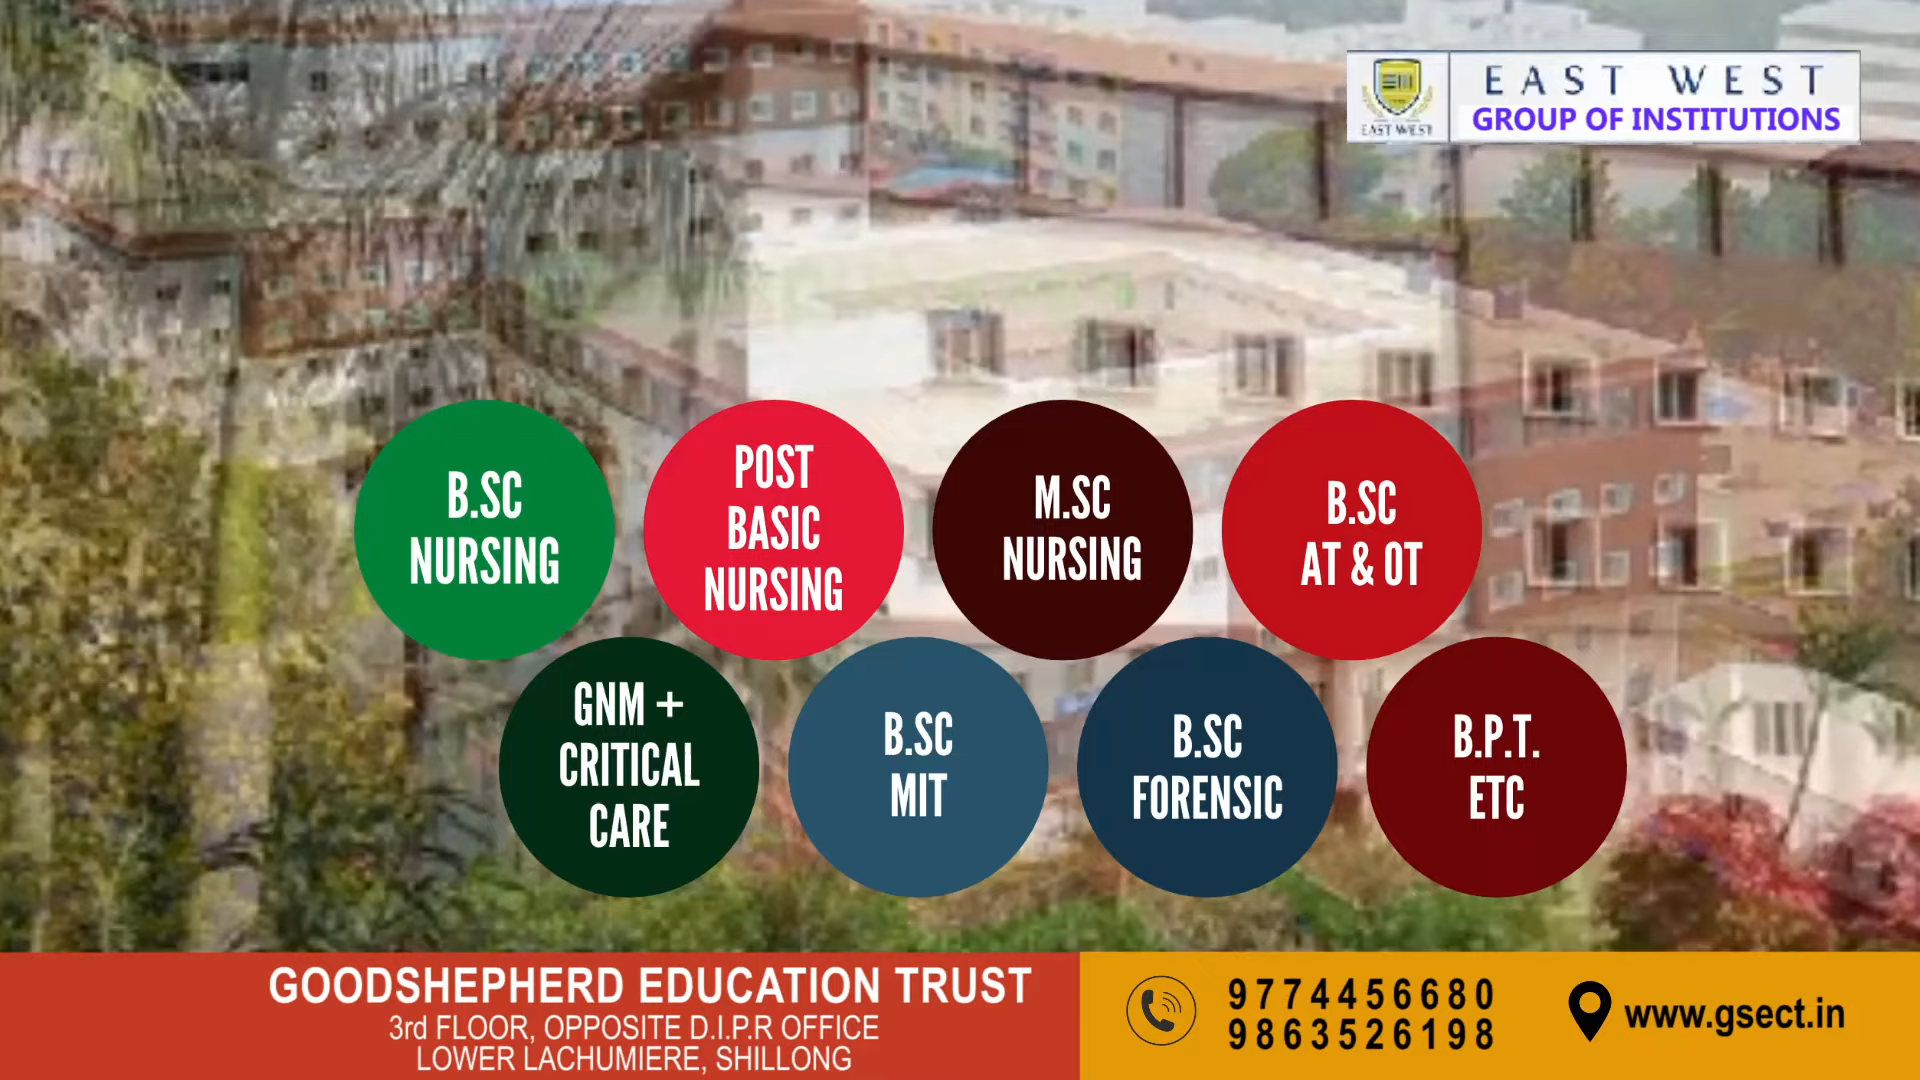 EAST WEST
EAST WEST
GROUP OF INSTITUTIONS
B.SC
NURSING
POST
BASIC
NURSING
M.SC
NURSING
B.SC
AT & OT
GNM +
CRITICAL
CARE
B.SC
MIT
B.SC
FORENSIC
B.P.T.
ETC
GOODSHEPHERD EDUCATION TRUST
3rd FLOOR, OPPOSITE D.I.P.R OFFICE
LOWER LACHUMIERE, SHILLONG
9774456680
9863526198
www.gsect.in